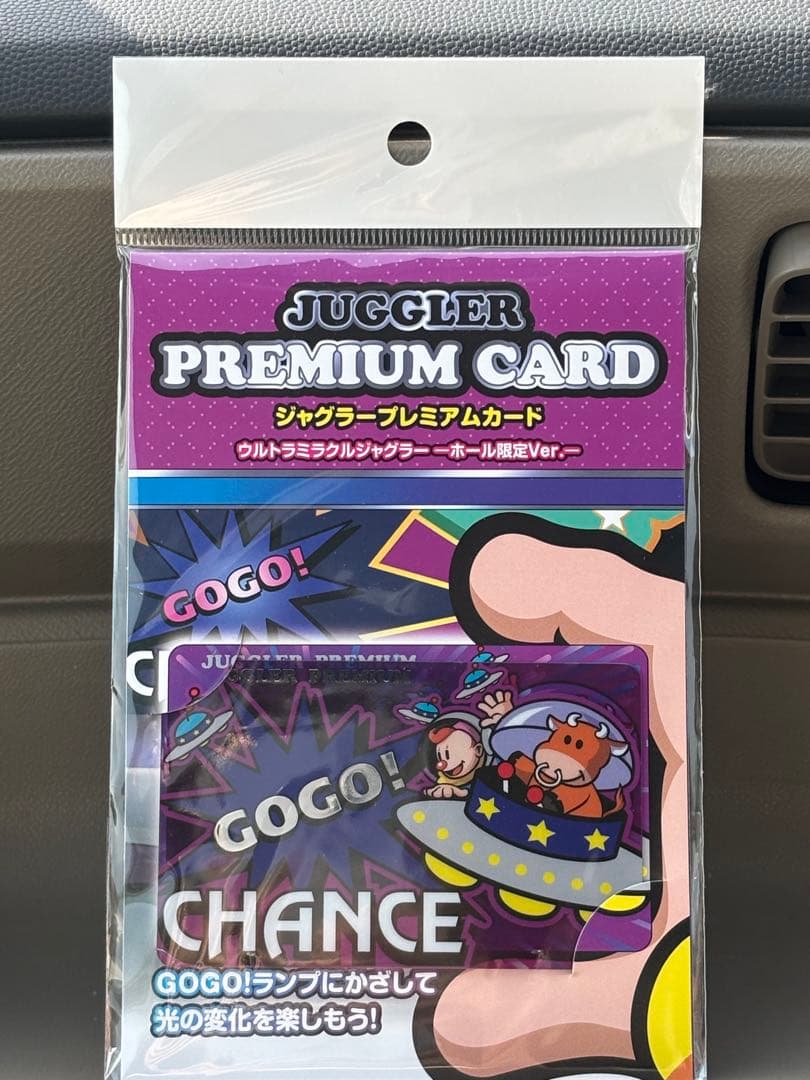 JUGGLER
PREMIUM CARD
ジャグラープレミアムカード
ウルトラミラクルジャグラー ーホール限定Ver.ー
GOGO!
C
JUGGLER PREMIUM
GOGO!
CHANCE
GOGO!ランプにかざして
光の変化を楽しもう!